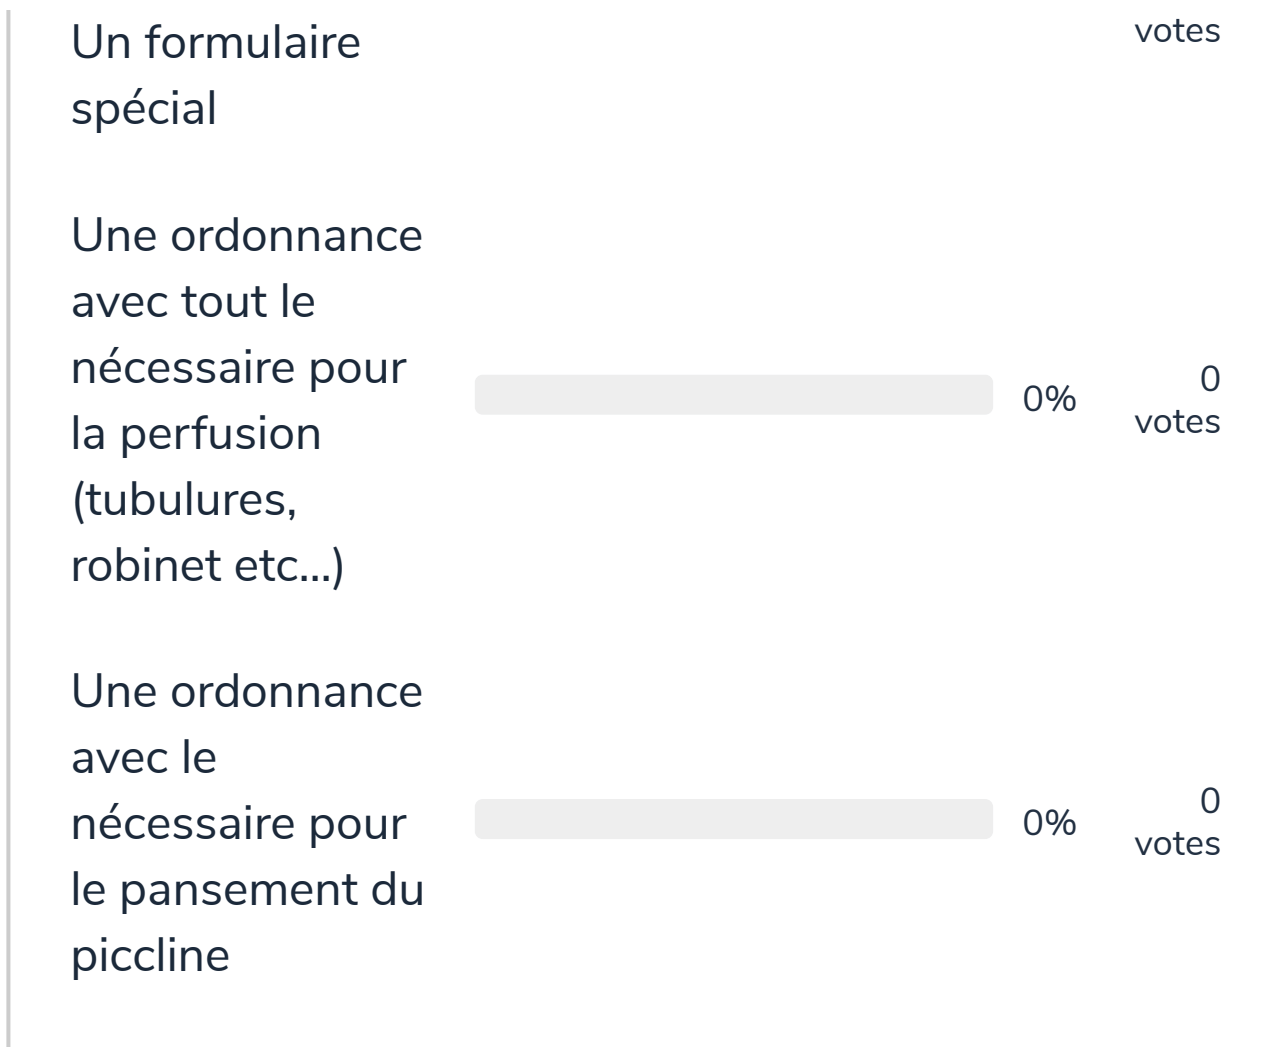 Un formulaire
spécial
votes
Une ordonnance
avec tout le
nécessaire pour
la perfusion
(tubulures,
robinet etc...)
0%
0
votes
Une ordonnance
avec le
nécessaire pour
le pansement du
piccline
0%
0
votes